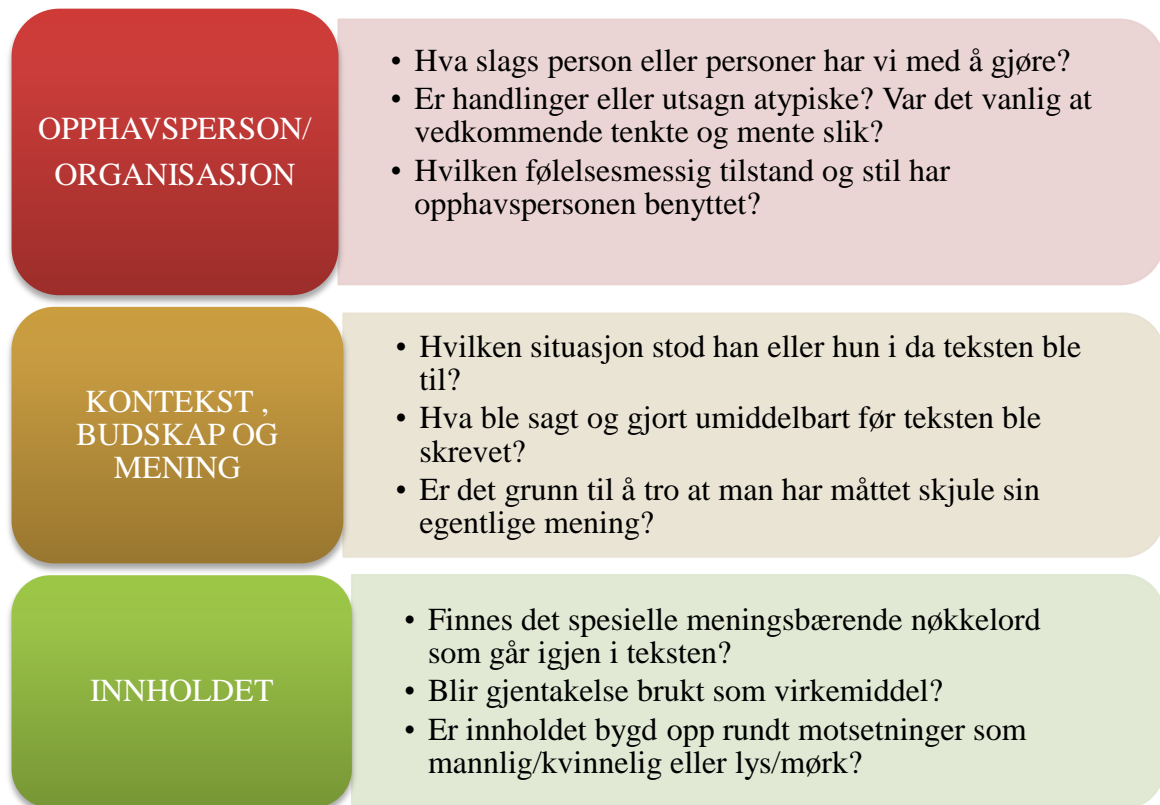 OPPHAVSPERSON/
ORGANISASJON
• Hva slags person eller personer har vi med å gjøre?
• Er handlinger eller utsagn atypiske? Var det vanlig at
vedkommende tenkte og mente slik?
• Hvilken følelsesmessig tilstand og stil har
opphavspersonen benyttet?
KONTEKST ,
BUDSKAP OG
MENING
• Hvilken situasjon stod han eller hun i da teksten ble
til?
• Hva ble sagt og gjort umiddelbart før teksten ble
skrevet?
• Er det grunn til å tro at man har måttet skjule sin
egentlige mening?
INNHOLDET
• Finnes det spesielle meningsbærende nøkkelord
som går igjen i teksten?
• Blir gjentakelse brukt som virkemiddel?
• Er innholdet bygd opp rundt motsetninger som
mannlig/kvinnelig eller lys/mørk?